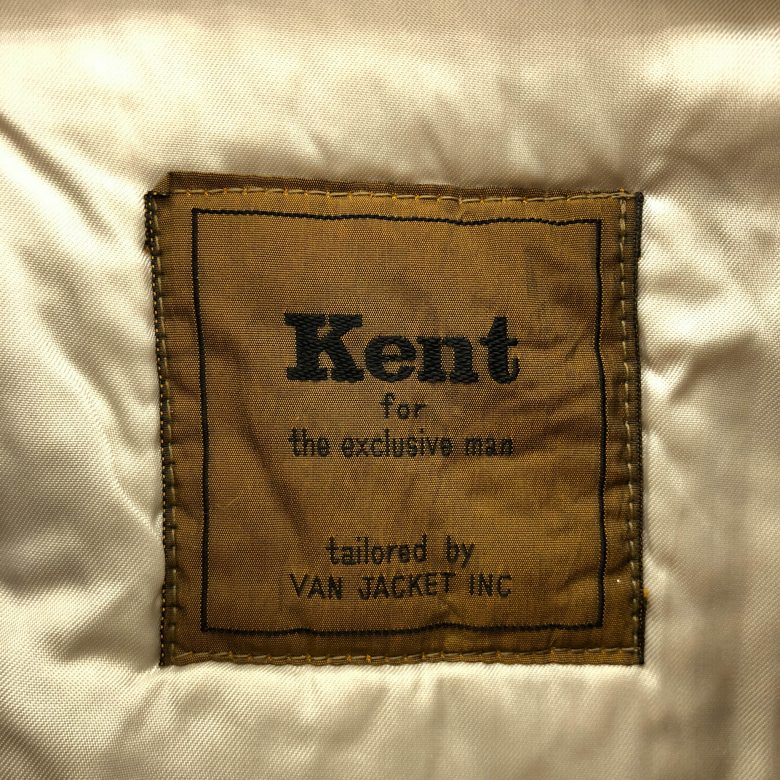 Kent
for
the exclusive man
tailored by
VAN JACKET INC